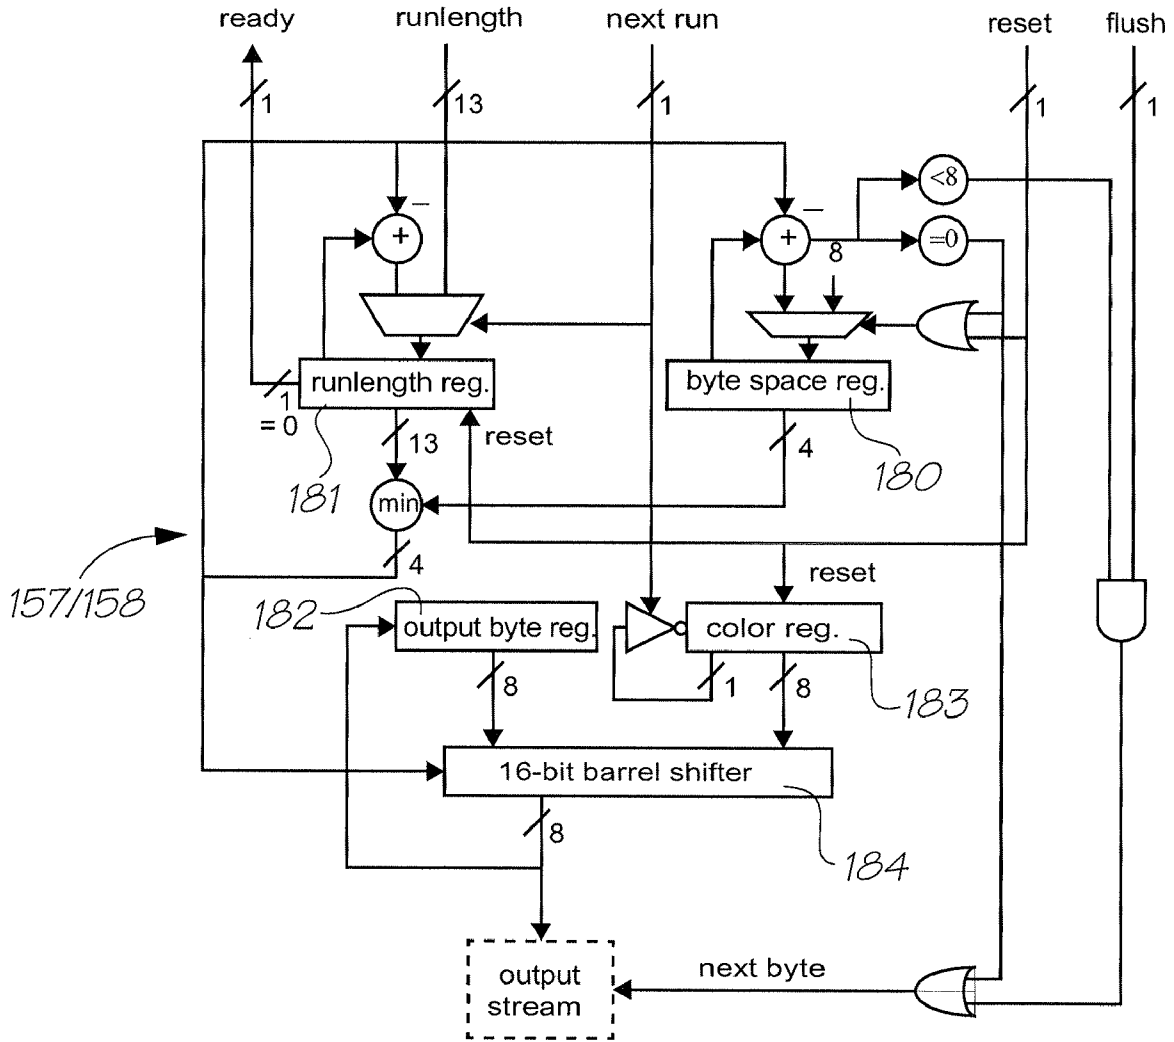 ready runlength next run reset flush
1 13 1 1 1
<8
− −
+ + =0
8
runlength reg. byte space reg.
1
= 0 13 reset 4
181 180
min
4
157/158 reset
182 output byte reg. color reg.
8 1 8 183
16-bit barrel shifter
8
184
output
stream
next byte